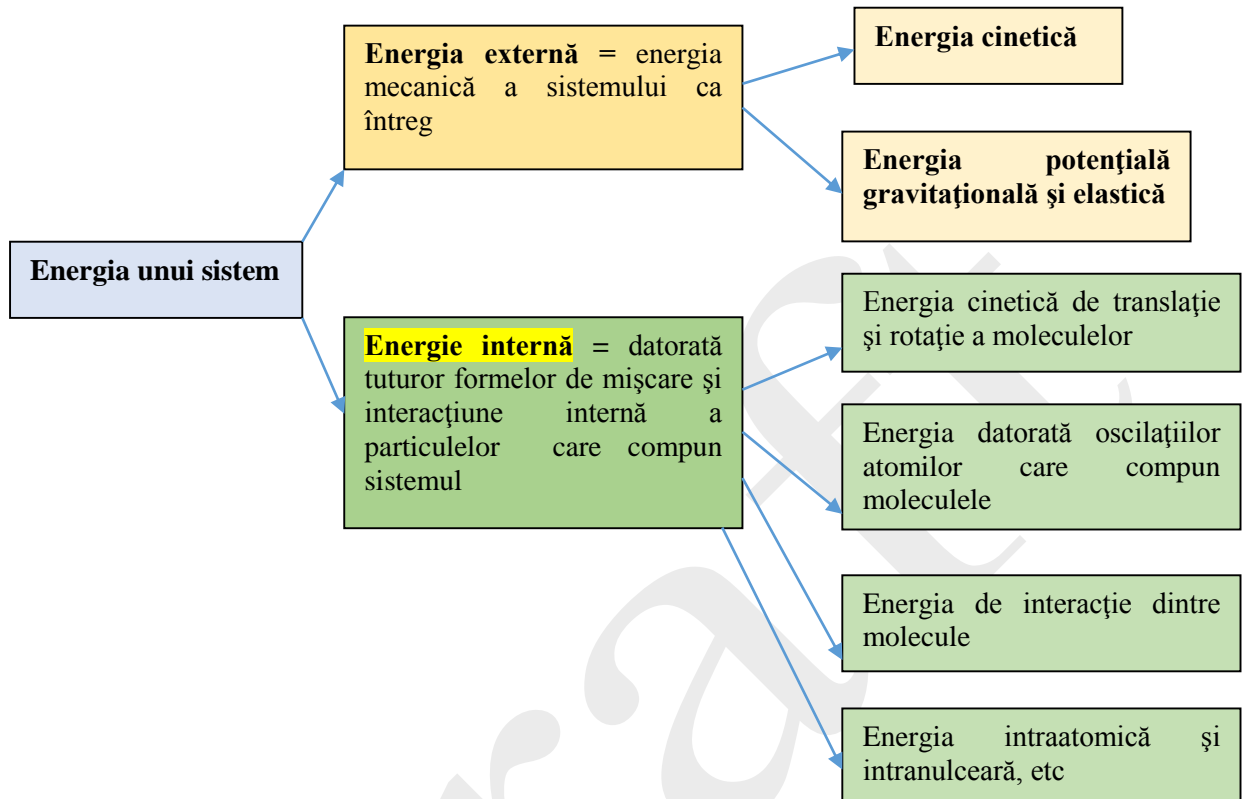 Energia unui sistem
Energia externă = energia
mecanică a sistemului ca
întreg
Energia cinetică
Energia potenţială
gravitaţională şi elastică
Energie internă = datorată
tuturor formelor de mişcare şi
interacţiune internă a
particulelor care compun
sistemul
Energia cinetică de translaţie
şi rotaţie a moleculelor
Energia datorată oscilaţiilor
atomilor care compun
moleculele
Energia de interacţie dintre
molecule
Energia intraatomică şi
intranulceară, etc